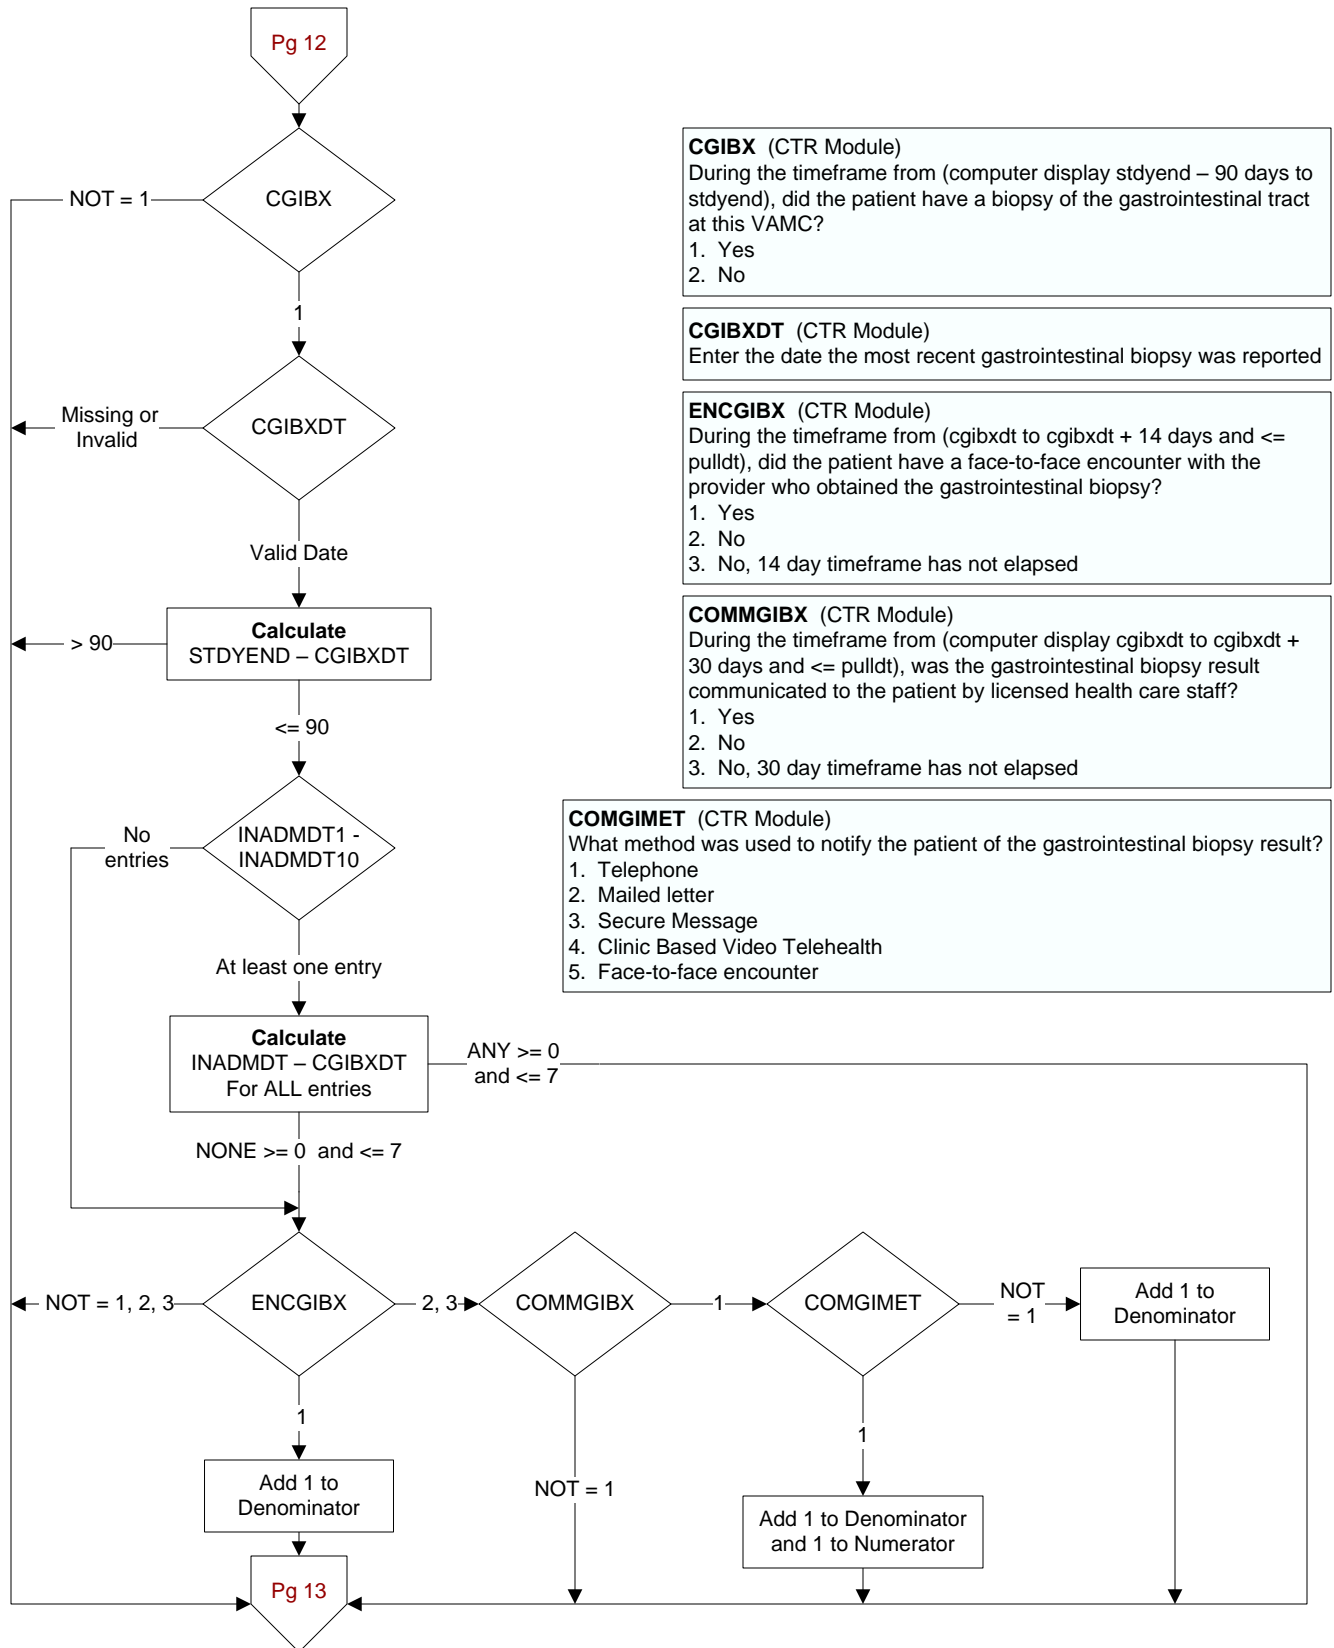 Pg 12
CGIBX
NOT = 1
1
CGIBXDT
Missing or
Invalid
Valid Date
Calculate
STDYEND – CGIBXDT
> 90
<= 90
INADMDT1 -
INADMDT10
No
entries
At least one entry
Calculate
INADMDT – CGIBXDT
For ALL entries
ANY >= 0
and <= 7
NONE >= 0 and <= 7
ENCGIBX
NOT = 1, 2, 3
2, 3
COMMGIBX
1
COMGIMET
NOT
= 1
Add 1 to
Denominator
1
Add 1 to
Denominator
NOT = 1
1
Add 1 to Denominator
and 1 to Numerator
Pg 13
CGIBX (CTR Module)
During the timeframe from (computer display stdyend – 90 days to
stdyend), did the patient have a biopsy of the gastrointestinal tract
at this VAMC?
1. Yes
2. No
CGIBXDT (CTR Module)
Enter the date the most recent gastrointestinal biopsy was reported
ENCGIBX (CTR Module)
During the timeframe from (cgibxdt to cgibxdt + 14 days and <=
pulldt), did the patient have a face-to-face encounter with the
provider who obtained the gastrointestinal biopsy?
1. Yes
2. No
3. No, 14 day timeframe has not elapsed
COMMGIBX (CTR Module)
During the timeframe from (computer display cgibxdt to cgibxdt +
30 days and <= pulldt), was the gastrointestinal biopsy result
communicated to the patient by licensed health care staff?
1. Yes
2. No
3. No, 30 day timeframe has not elapsed
COMGIMET (CTR Module)
What method was used to notify the patient of the gastrointestinal biopsy result?
1. Telephone
2. Mailed letter
3. Secure Message
4. Clinic Based Video Telehealth
5. Face-to-face encounter